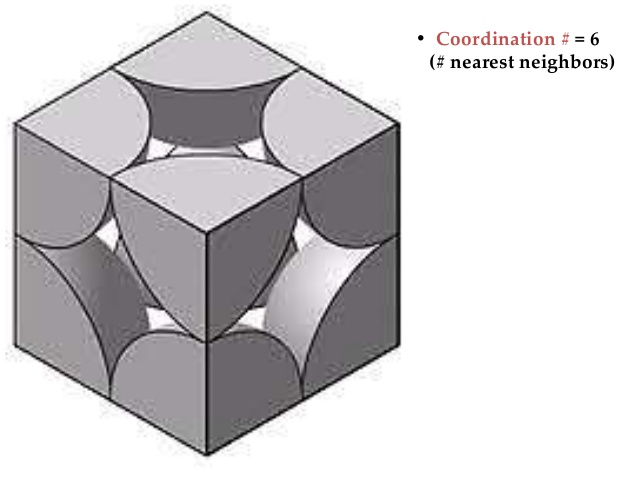 • Coordination # = 6
(# nearest neighbors)